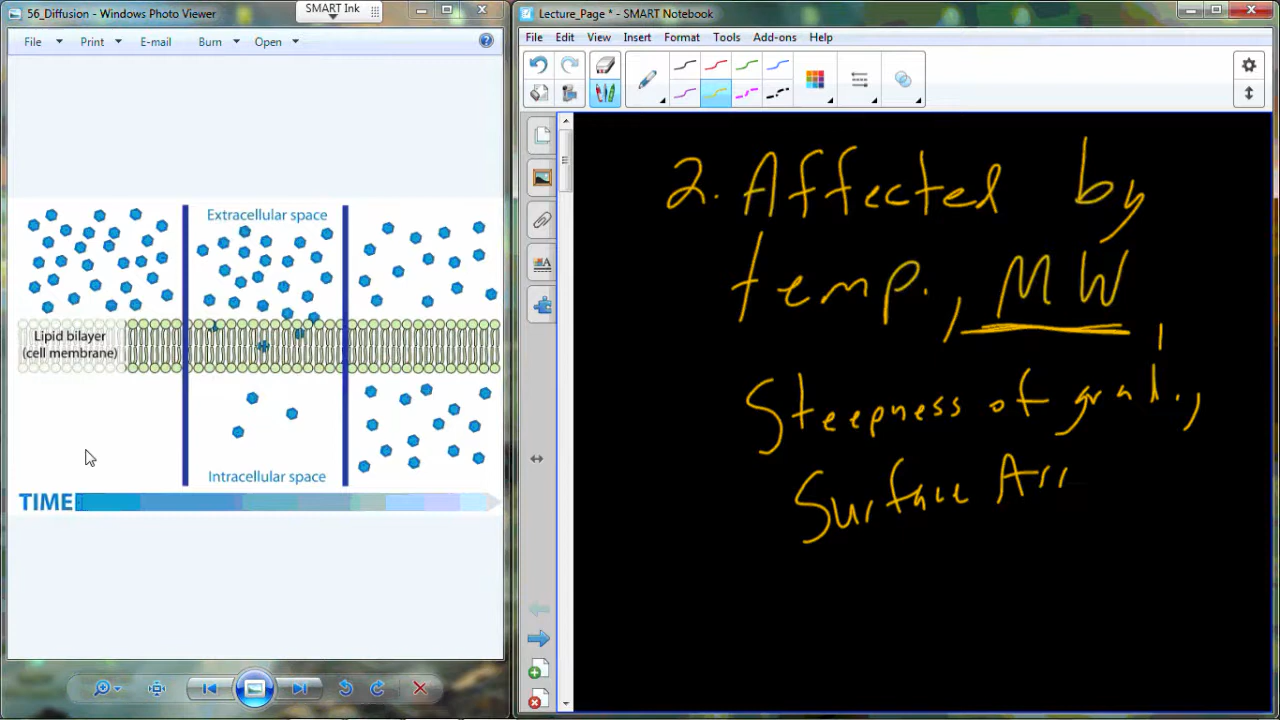 56_Diffusion - Windows Photo Viewer
SMART Ink
File Print E-mail Burn Open
Extracellular space
Lipid bilayer
(cell membrane)
Intracellular space
TIME
Lecture_Page * - SMART Notebook
File Edit View Insert Format Tools Add-ons Help
2. Affected by
temp., MW,
Steepness of grad.,
Surface Are